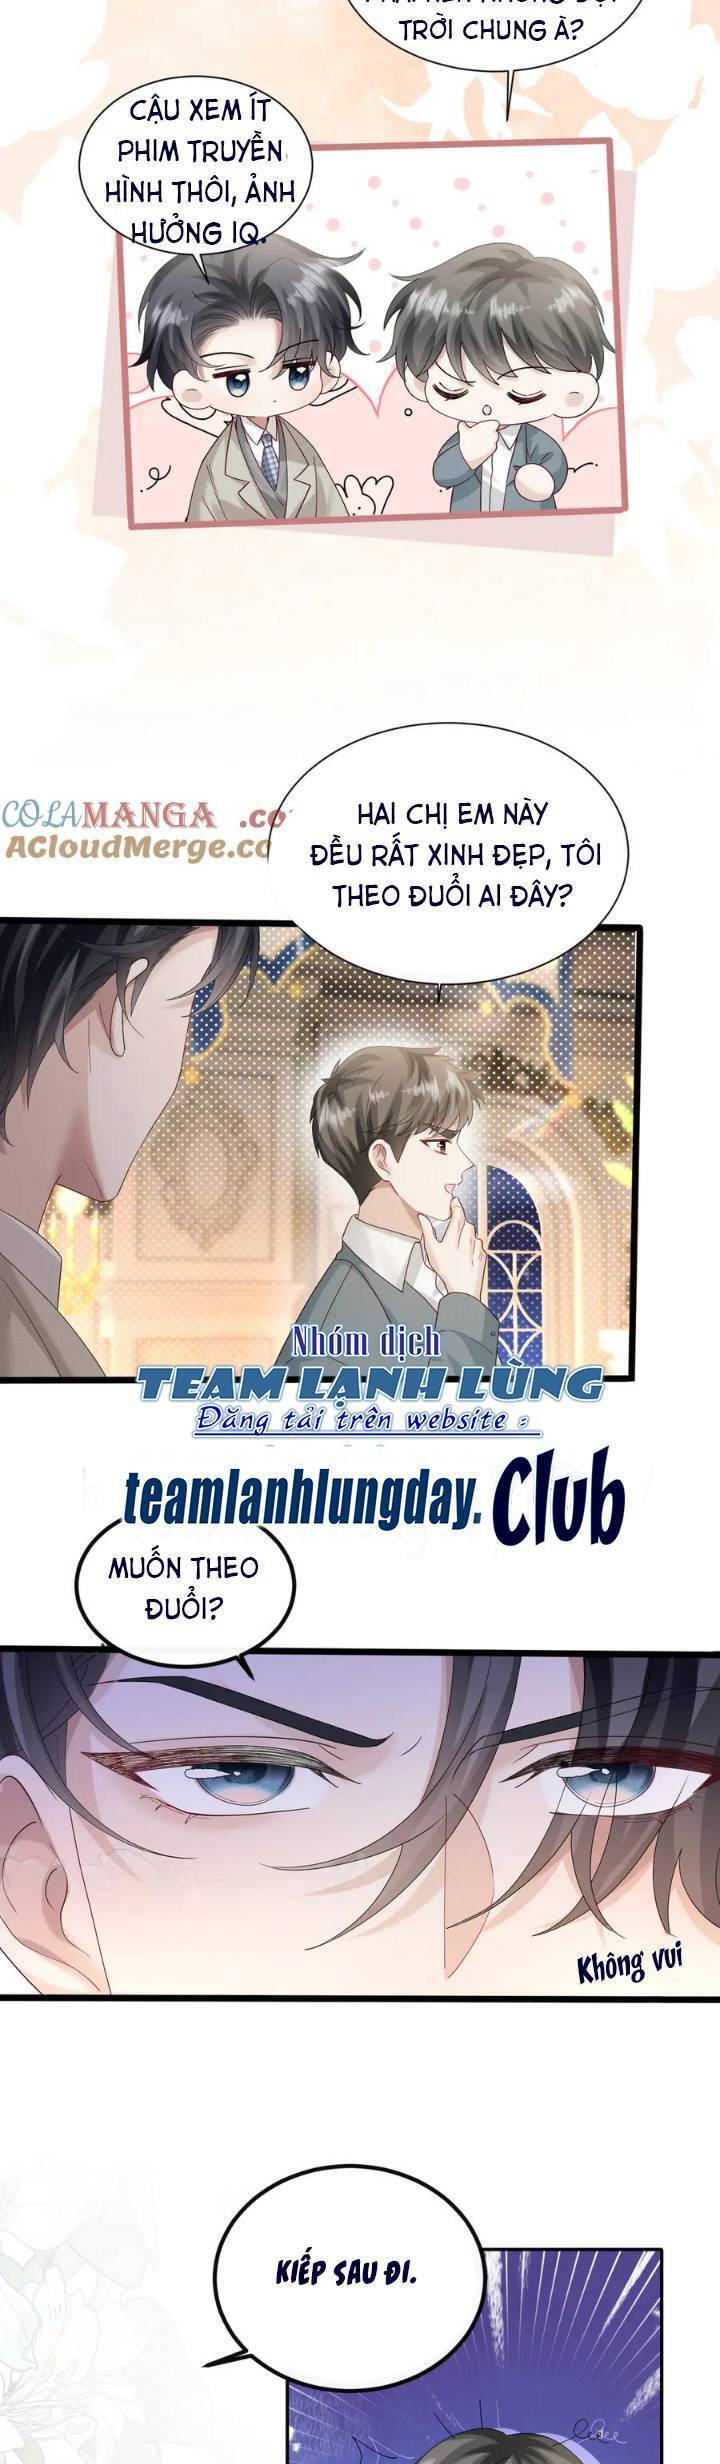 TRỜI CHUNG À?
CẬU XEM ÍT
PHIM TRUYỀN
HÌNH THÔI, ẢNH
HƯỞNG IQ.
COLAMANGA.co
AcloudMerge.co
HAI CHỊ EM NÀY
ĐỀU RẤT XINH ĐẸP, TÔI
THEO ĐUỔI AI ĐÂY?
Nhóm dịch
TEAM LẠNH LÙNG
Đăng tải trên website :
teamlanhlungday.Club
MUỐN THEO
ĐUỔI?
Không vui
KIẾP SAU ĐI.